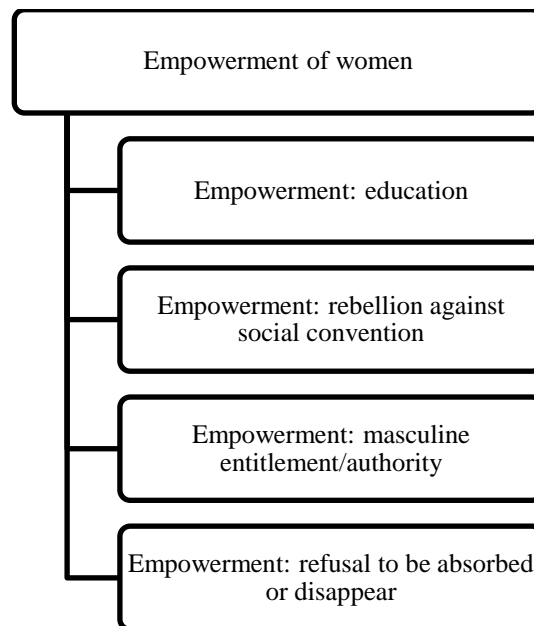 Empowerment of women
Empowerment: education
Empowerment: rebellion against
social convention
Empowerment: masculine
entitlement/authority
Empowerment: refusal to be absorbed
or disappear